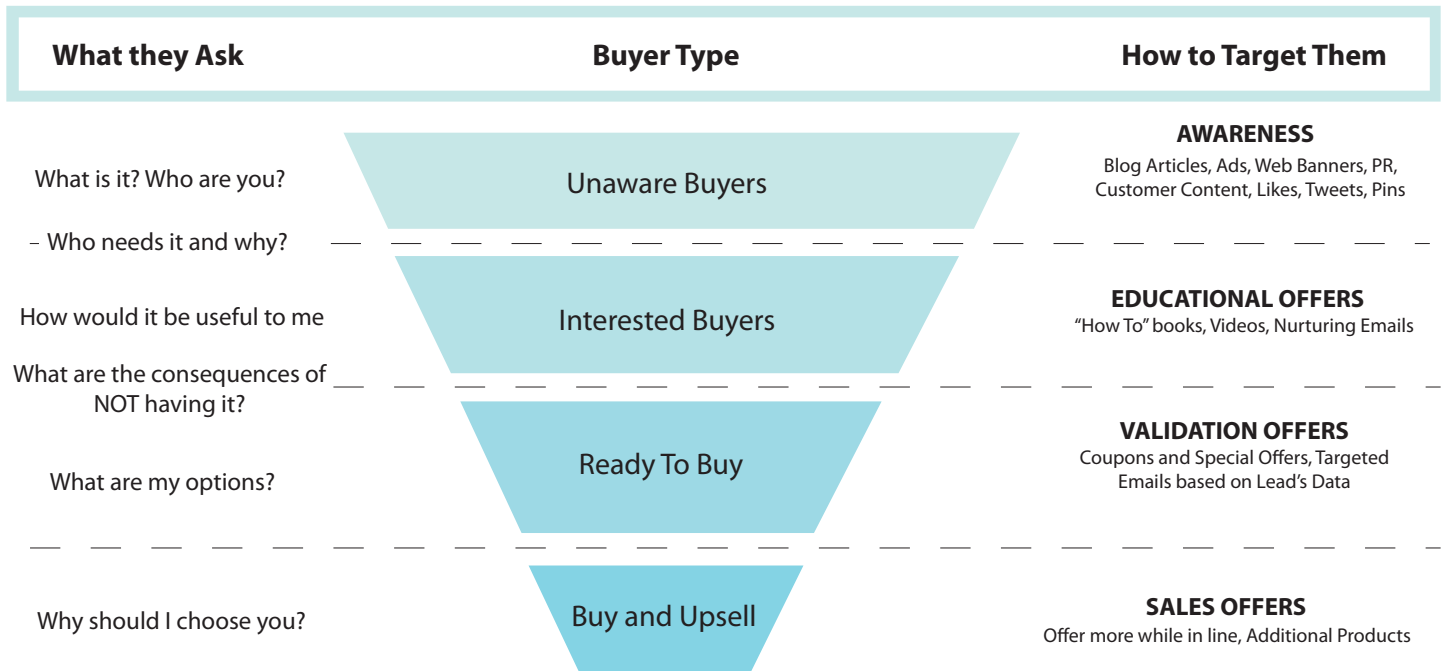 What they Ask
Buyer Type
How to Target Them
What is it? Who are you?
Unaware Buyers
AWARENESS
Blog Articles, Ads, Web Banners, PR,
Customer Content, Likes, Tweets, Pins
Who needs it and why?
How would it be useful to me
Interested Buyers
EDUCATIONAL OFFERS
“How To” books, Videos, Nurturing Emails
What are the consequences of
NOT having it?
What are my options?
Ready To Buy
VALIDATION OFFERS
Coupons and Special Offers, Targeted
Emails based on Lead’s Data
Why should I choose you?
Buy and Upsell
SALES OFFERS
Offer more while in line, Additional Products